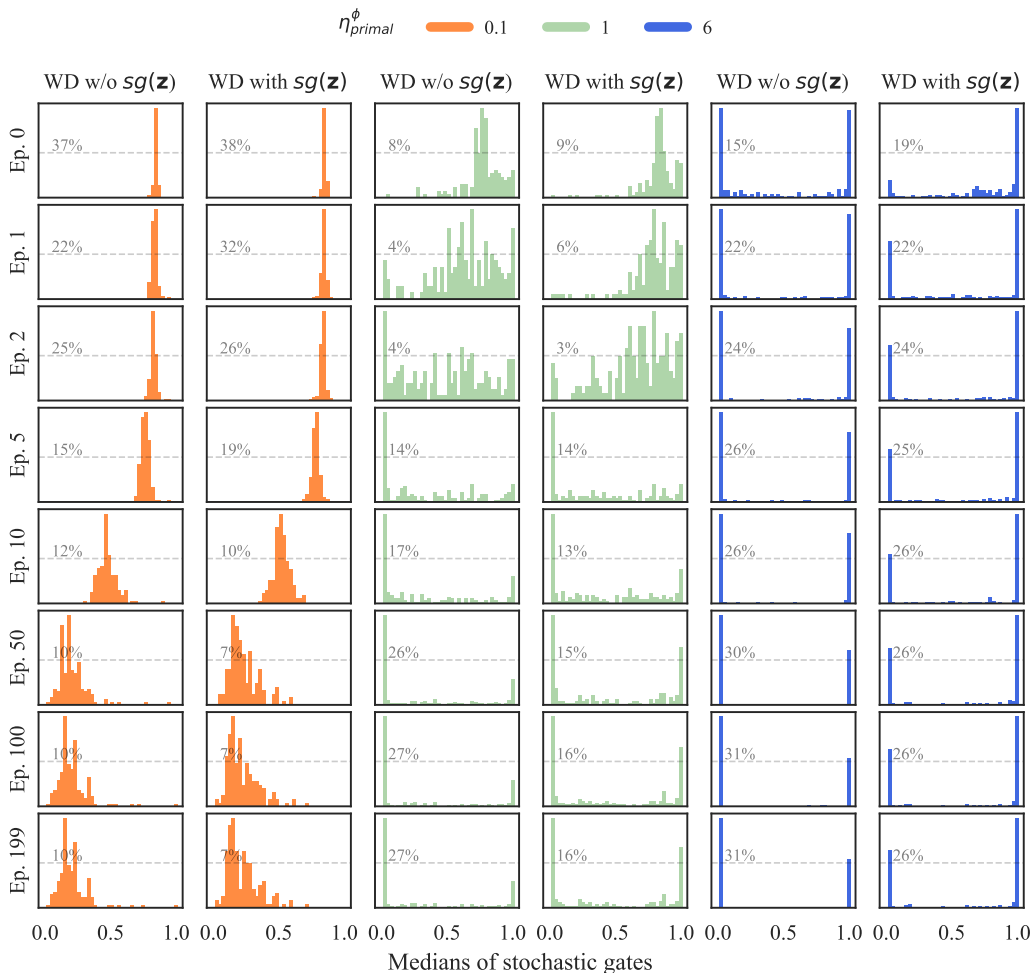 η^ϕ_primal 0.1 1 6
WD w/o sg(z) WD with sg(z) WD w/o sg(z) WD with sg(z) WD w/o sg(z) WD with sg(z)
Ep. 0 37% 38% 8% 9% 15% 19%
Ep. 1 22% 32% 4% 6% 22% 22%
Ep. 2 25% 26% 4% 3% 24% 24%
Ep. 5 15% 19% 14% 14% 26% 25%
Ep. 10 12% 10% 17% 13% 26% 26%
Ep. 50 10% 7% 26% 15% 30% 26%
Ep. 100 10% 7% 27% 16% 31% 26%
Ep. 199 10% 7% 27% 16% 31% 26%
0.0 0.5 1.0 0.0 0.5 1.0 0.0 0.5 1.0 0.0 0.5 1.0 0.0 0.5 1.0 0.0 0.5 1.0
Medians of stochastic gates